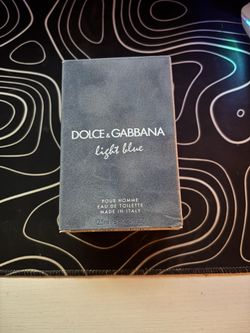 DOLCE & GABBANA
light blue
POUR HOMME
EAU DE TOILETTE
MADE IN ITALY